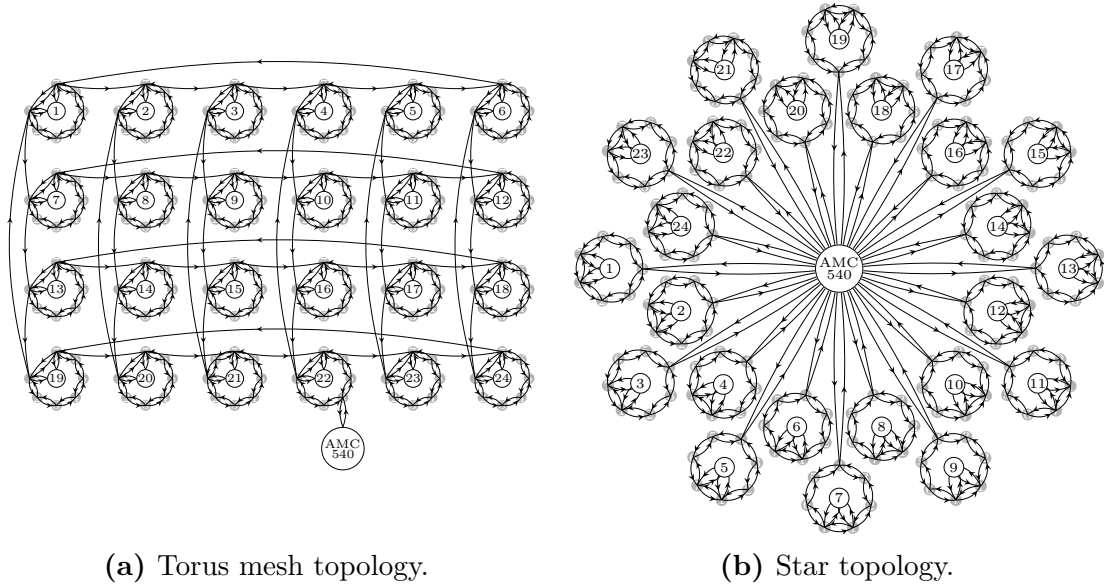 1 2 3 4 5 6
7 8 9 10 11 12
13 14 15 16 17 18
19 20 21 22 23 24
AMC
540
(a) Torus mesh topology.
19
21 17
20 18
23 22 16 15
24 14
1 AMC 13
540
2 12
3 4 10 11
6 8
5 9
7
(b) Star topology.